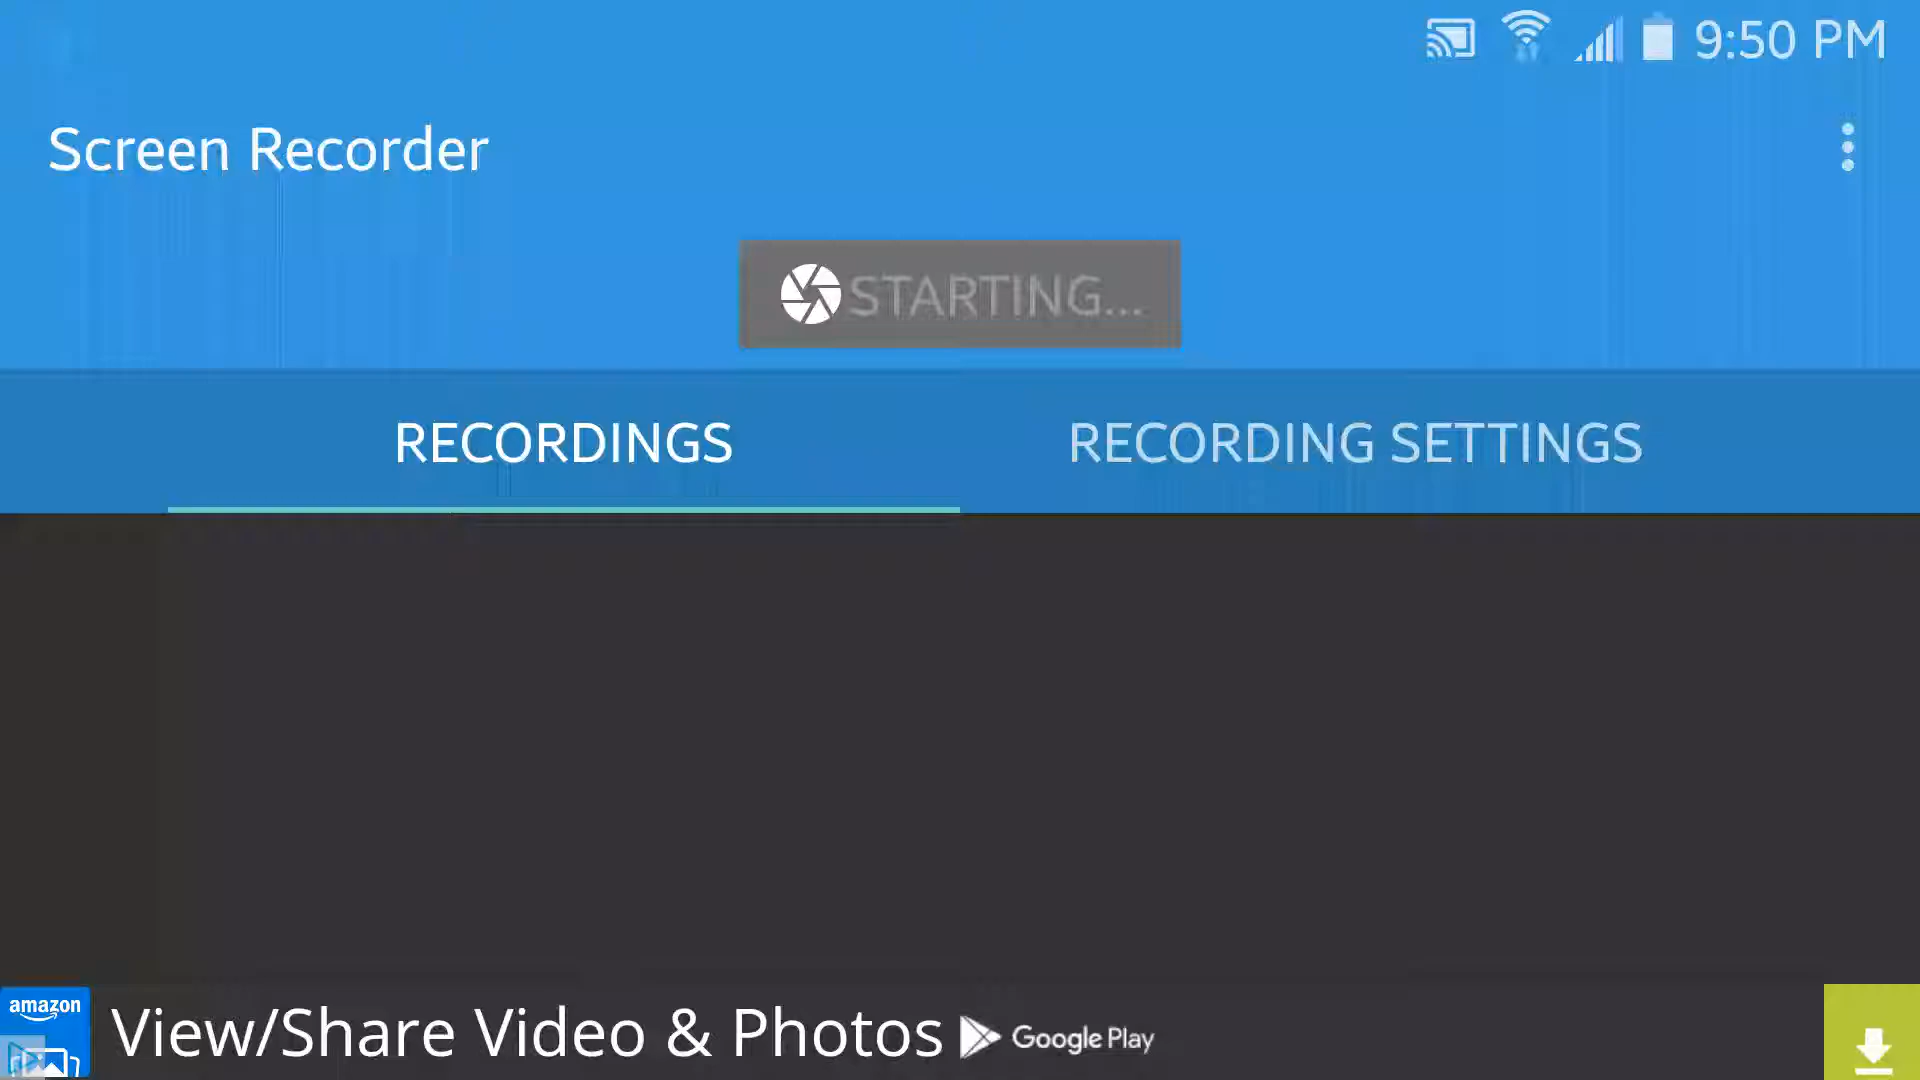 9:50 PM
Screen Recorder
STARTING...
RECORDINGS
RECORDING SETTINGS
amazon
View/Share Video & Photos
Google Play